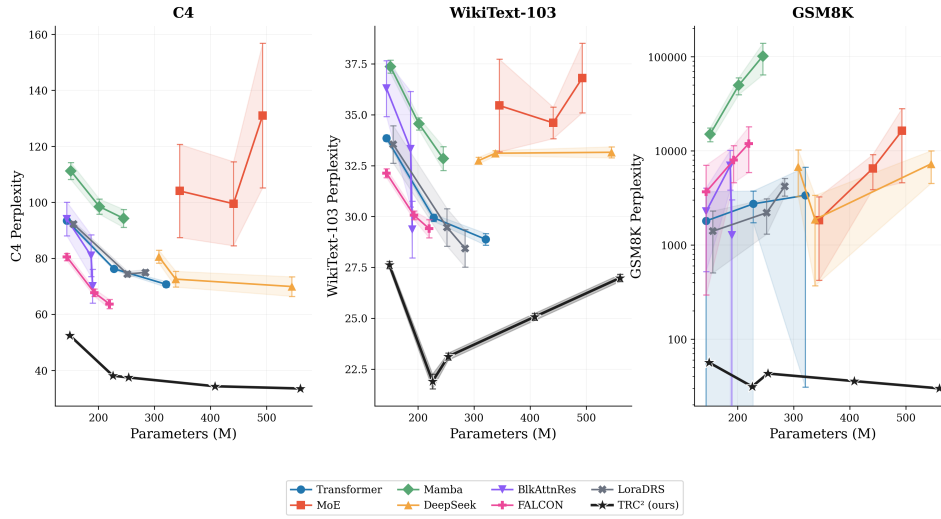 C4
WikiText-103
GSM8K
160
140
120
100
80
60
40
C4 Perplexity
200
300
400
500
Parameters (M)
37.5
35.0
32.5
30.0
27.5
25.0
22.5
WikiText-103 Perplexity
200
300
400
500
Parameters (M)
100000
10000
1000
100
GSM8K Perplexity
200
300
400
500
Parameters (M)
Transformer
Mamba
BlkAttnRes
LoraDRS
MoE
DeepSeek
FALCON
TRC² (ours)